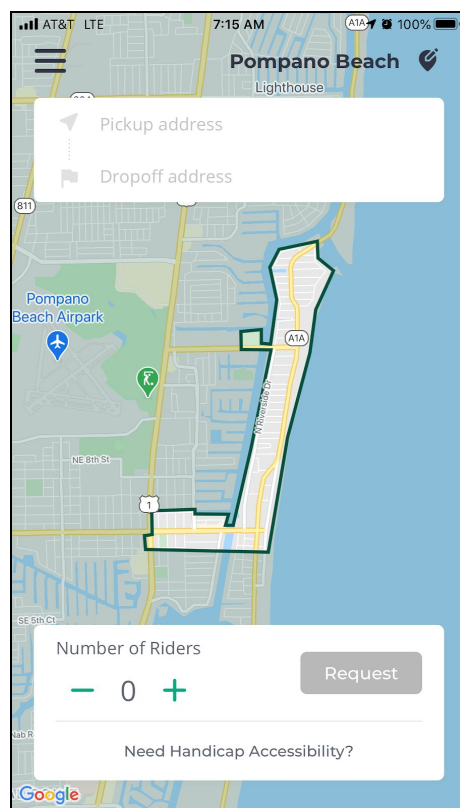 AT&T LTE 7:15 AM A1A 100%
Pompano Beach
Lighthouse
Pickup address
Dropoff address
811
Pompano
Beach Airpark
A1A
N Riverside Dr
NE 8th St
1
SE 5th Ct
Number of Riders
0
Request
Need Handicap Accessibility?
Google